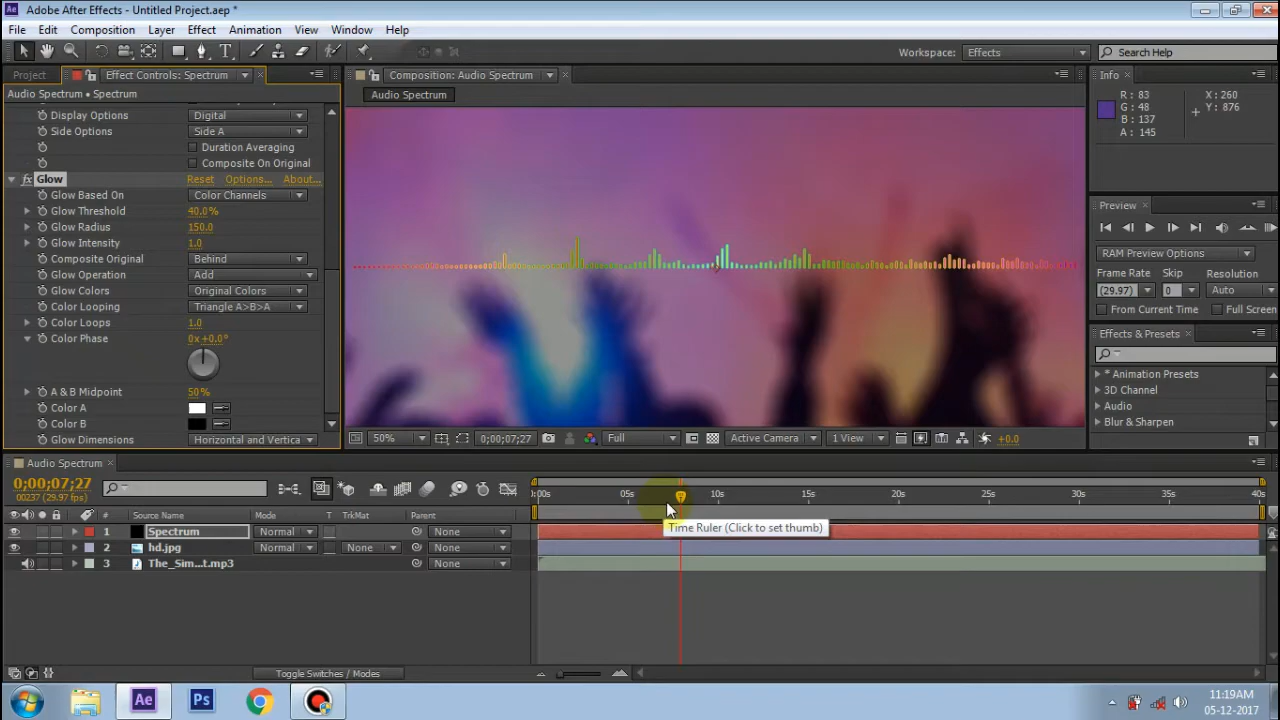 Adobe After Effects - Untitled Project.aep *
File Edit Composition Layer Effect Animation View Window Help
Workspace: Effects Search Help
Project Effect Controls: Spectrum
Audio Spectrum • Spectrum
Display Options Digital
Side Options Side A
Duration Averaging
Composite On Original
fx Glow Reset Options... About...
Glow Based On Color Channels
Glow Threshold 40.0%
Glow Radius 150.0
Glow Intensity 1.0
Composite Original Behind
Glow Operation Add
Glow Colors Original Colors
Color Looping Triangle A>B>A
Color Loops 1.0
Color Phase 0x+0.0°
A & B Midpoint 50%
Color A
Color B
Glow Dimensions Horizontal and Vertica
Composition: Audio Spectrum
Audio Spectrum
50% 0;00;07;27 Full Active Camera 1 View +0.0
Info
R: 83 X: 260
G: 48 Y: 876
B: 137
A: 145
Preview
RAM Preview Options
Frame Rate Skip Resolution
(29.97) 0 Auto
From Current Time Full Screen
Effects & Presets
* Animation Presets
3D Channel
Audio
Blur & Sharpen
Audio Spectrum
0;00;07;27
00237 (29.97 fps)
0:00s 05s 10s 15s 20s 25s 30s 35s 40s
Time Ruler (Click to set thumb)
# Source Name Mode T TrkMat Parent
1 Spectrum Normal None
2 hd.jpg Normal None None
3 The_Sim...t.mp3 None
Toggle Switches / Modes
Ae Ps
11:19AM
05-12-2017